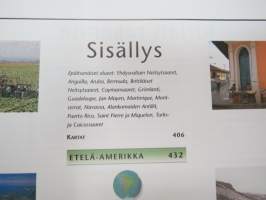 Sisällys
Epäitsenäiset alueet: Yhdysvaltain Neitsytsaaret,
Anguilla, Aruba, Bermuda, Brittiläiset
Neitsytsaaret, Caymansaaret, Grönlanti,
Guadeloupe, Jan Mayen, Martinique, Mont-
serrat, Navassa, Alankomaiden Antillit,
Puerto Rico, Saint Pierre ja Miquelon, Turks-
ja Caicossaaret
KARTAT 406
ETELÄ-AMERIKKA 432